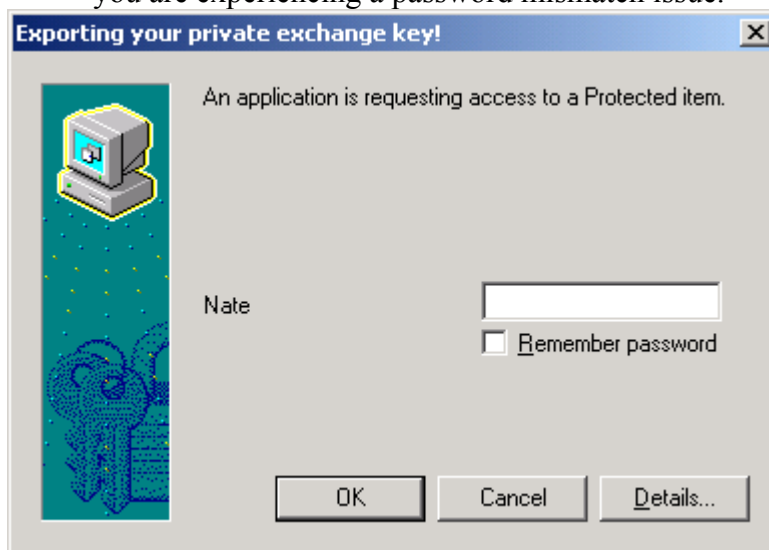 you are experiencing a password mismatch issue.
Exporting your private exchange key!
An application is requesting access to a Protected item.
Nate
Remember password
OK Cancel Details...